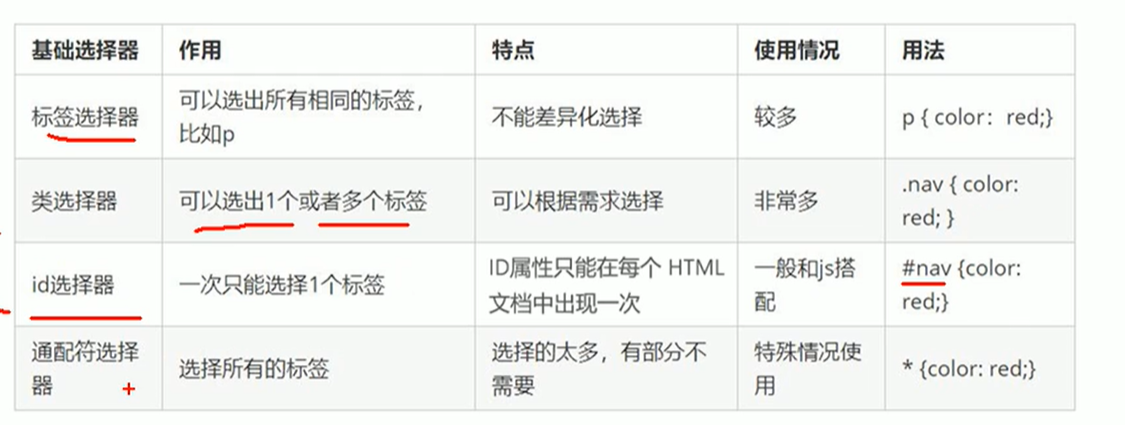 基础选择器 作用 特点 使用情况 用法
标签选择器 可以选出所有相同的标签，
比如p 不能差异化选择 较多 p { color：red;}
类选择器 可以选出1个或者多个标签 可以根据需求选择 非常多 .nav { color:
red; }
id选择器 一次只能选择1个标签 ID属性只能在每个 HTML
文档中出现一次 一般和js搭
配 #nav {color:
red;}
通配符选择
器 选择所有的标签 选择的太多，有部分不
需要 特殊情况使
用 * {color: red;}